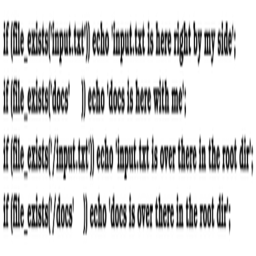 if (file_exists('input.txt')) echo 'input.txt is here right by my side';
if (file_exists('docs' )) echo 'docs is here with me';
if (file_exists('/input.txt')) echo 'input.txt is over there in the root dir';
if (file_exists('/docs' )) echo 'docs is over there in the root dir';